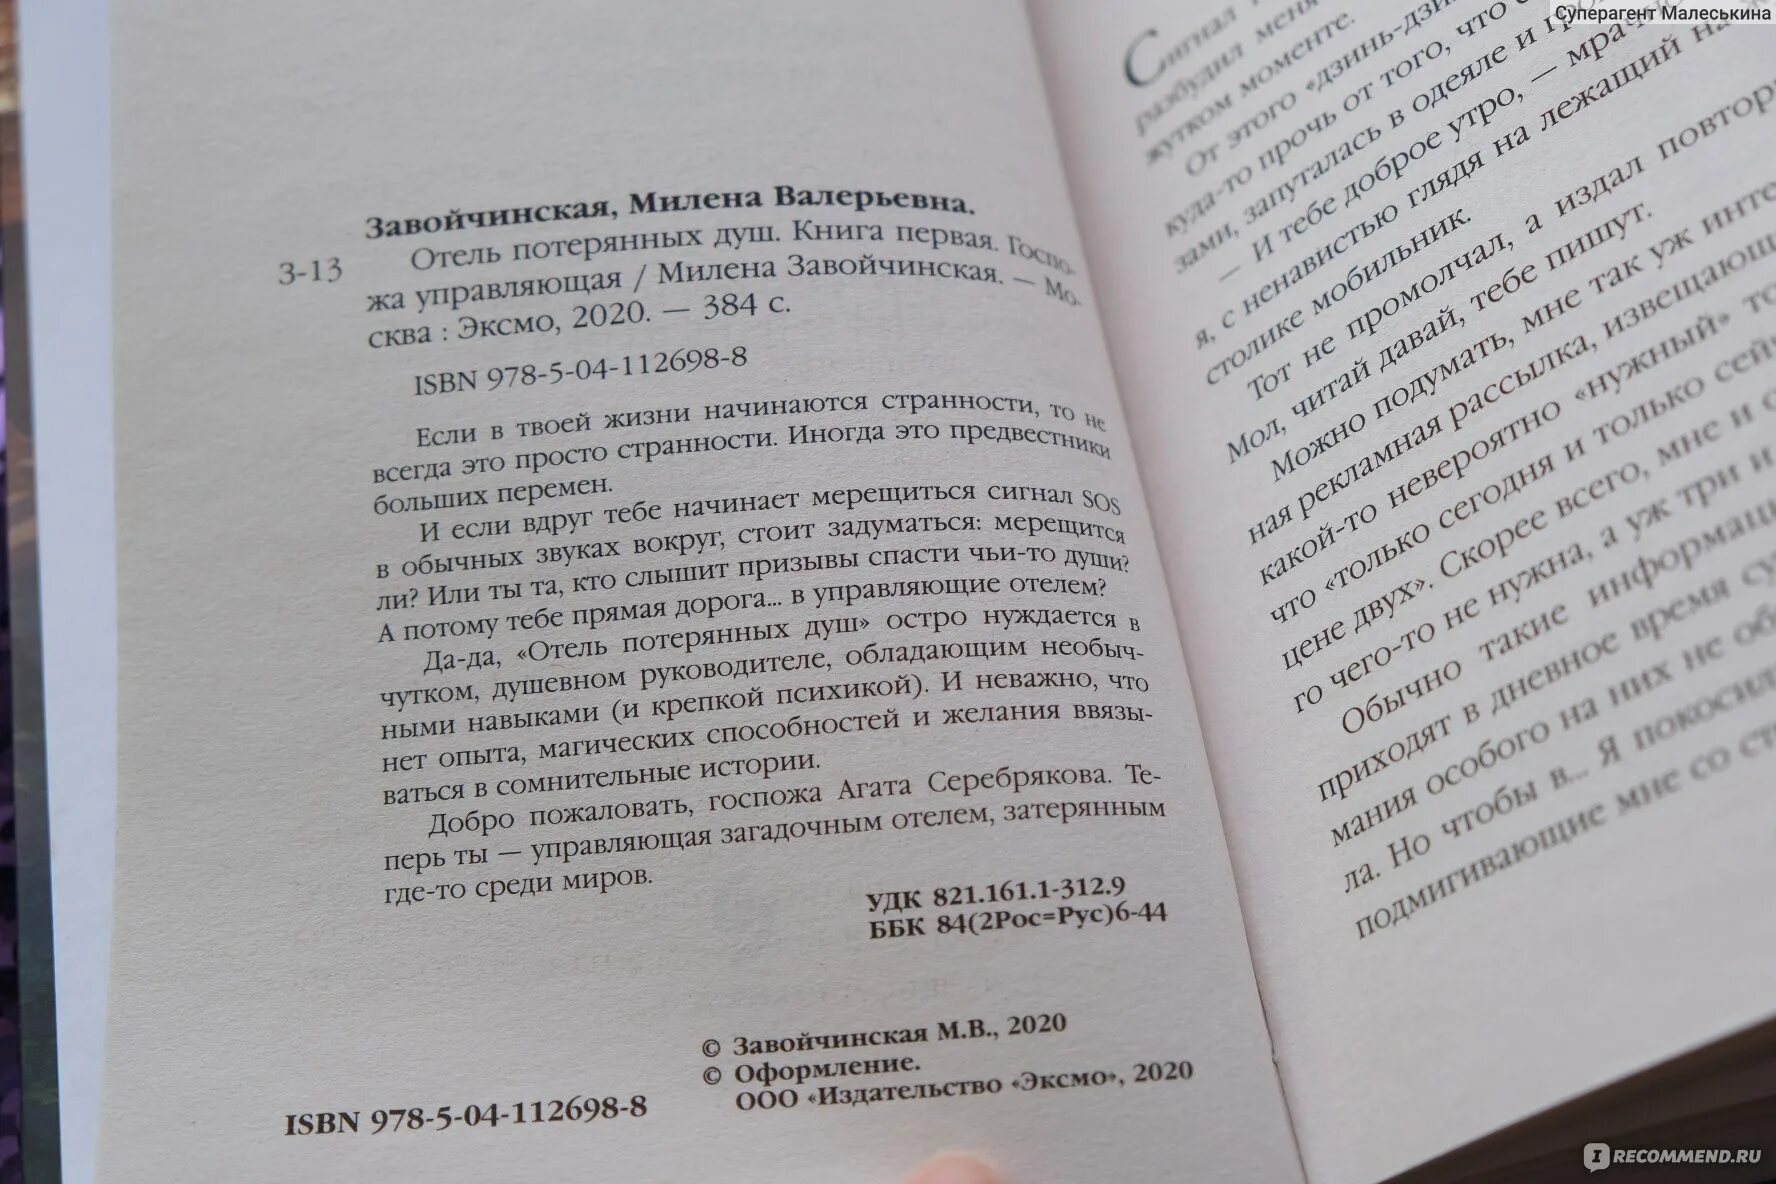 Суперагент Малеськина
Завойчинская, Милена Валерьевна.
З-13
Отель потерянных душ. Книга первая. Госпо-
жа управляющая / Милена Завойчинская. — Мо-
сква : Эксмо, 2020. — 384 с.
ISBN 978-5-04-112698-8
Если в твоей жизни начинаются странности, то не
всегда это просто странности. Иногда это предвестники
больших перемен.
И если вдруг тебе начинает мерещиться сигнал SOS
в обычных звуках вокруг, стоит задуматься: мерещится
ли? Или ты та, кто слышит призывы спасти чьи-то души?
А потому тебе прямая дорога... в управляющие отелем?
Да-да, «Отель потерянных душ» остро нуждается в
чутком, душевном руководителе, обладающим необыч-
ными навыками (и крепкой психикой). И неважно, что
нет опыта, магических способностей и желания ввязы-
ваться в сомнительные истории.
Добро пожаловать, госпожа Агата Серебрякова. Те-
перь ты — управляющая загадочным отелем, затерянным
где-то среди миров.
УДК 821.161.1-312.9
ББК 84(2Рос=Рус)6-44
© Завойчинская М.В., 2020
© Оформление.
ООО «Издательство «Эксмо», 2020
ISBN 978-5-04-112698-8
Сигнал
разбудил меня
жутком моменте.
От этого «дзинь-дзи
куда-то прочь от того, что
зами, запуталась в одеяле и
— И тебе доброе утро, — мрачно
я, с ненавистью глядя на лежащий на
столике мобильник.
Тот не промолчал, а издал повтор
Мол, читай давай, тебе пишут.
Можно подумать, мне так уж инте
ная рекламная рассылка, извещающ
какой-то невероятно «нужный» то
что «только сегодня и только сей
цене двух». Скорее всего, мне и
го чего-то не нужна, а уж три и
Обычно такие информаци
приходят в дневное время су
мания особого на них не об
ла. Но чтобы в... Я покосил
подмигивающие мне со ст
IRECOMMEND.RU